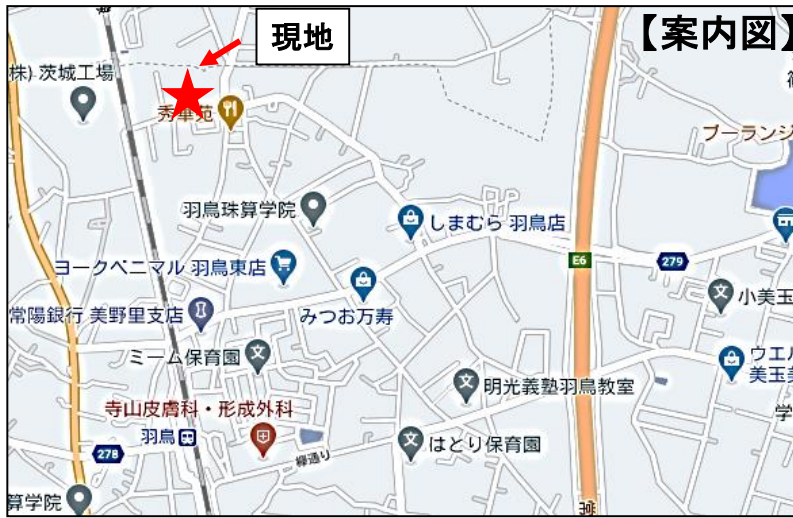 現地
【案内図】
株) 茨城工場
秀華苑
ブーランジ
羽鳥珠算学院
しまむら 羽鳥店
ヨークベニマル 羽鳥東店
E6
279
小美玉
常陽銀行 美野里支店
みつお万寿
ミーム保育園
ウエル
美玉美
明光義塾羽鳥教室
学
寺山皮膚科・形成外科
羽鳥
278
欅通り
はとり保育園
算学院